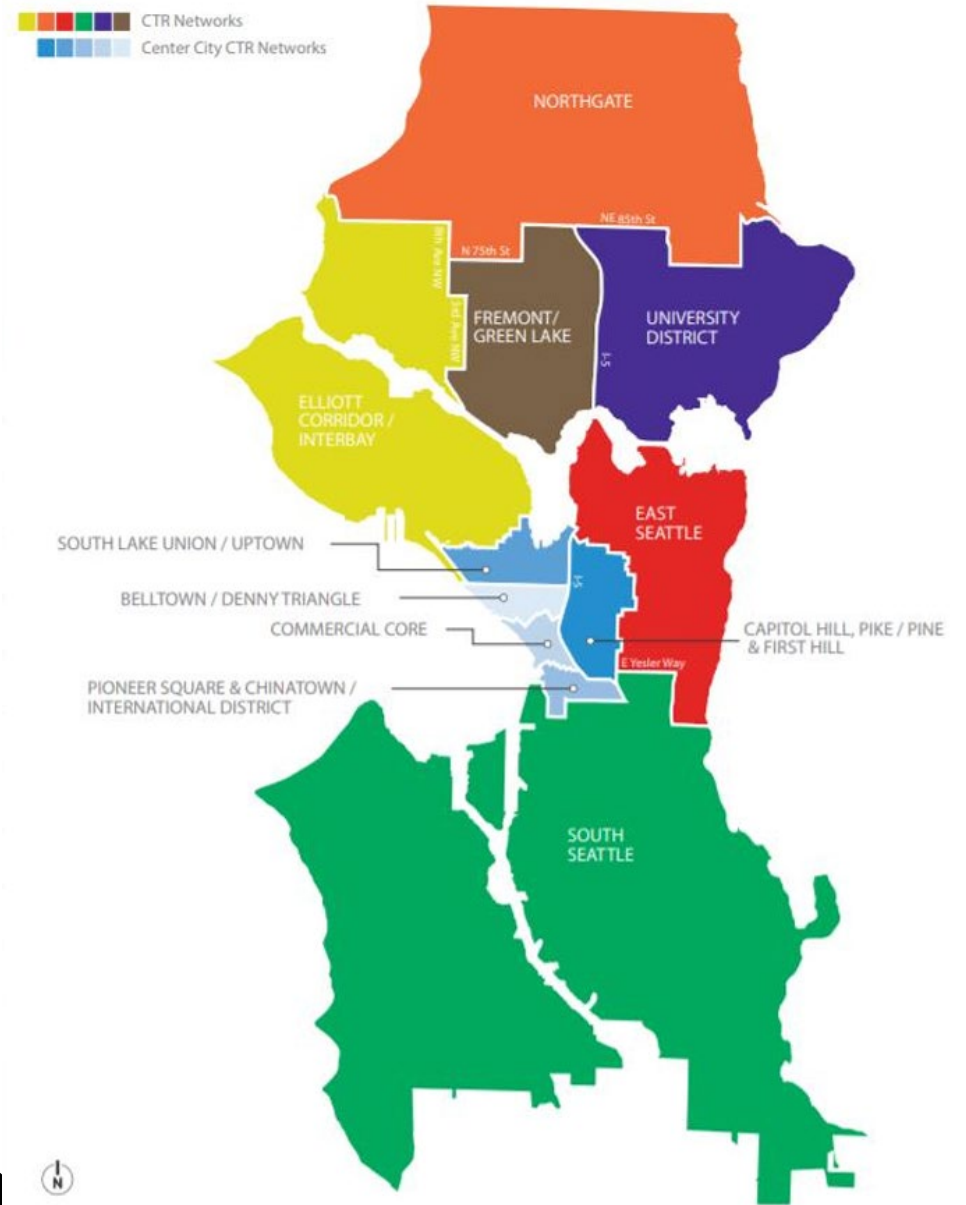 CTR Networks
Center City CTR Networks
NORTHGATE
NE 85th St
8th Ave NW
N 75th St
3rd Ave NW
FREMONT/
GREEN LAKE
I-5
UNIVERSITY
DISTRICT
ELLIOTT
CORRIDOR /
INTERBAY
EAST
SEATTLE
SOUTH LAKE UNION / UPTOWN
I-5
BELLTOWN / DENNY TRIANGLE
COMMERCIAL CORE
CAPITOL HILL, PIKE / PINE
& FIRST HILL
E Yesler Way
PIONEER SQUARE & CHINATOWN /
INTERNATIONAL DISTRICT
SOUTH
SEATTLE
N